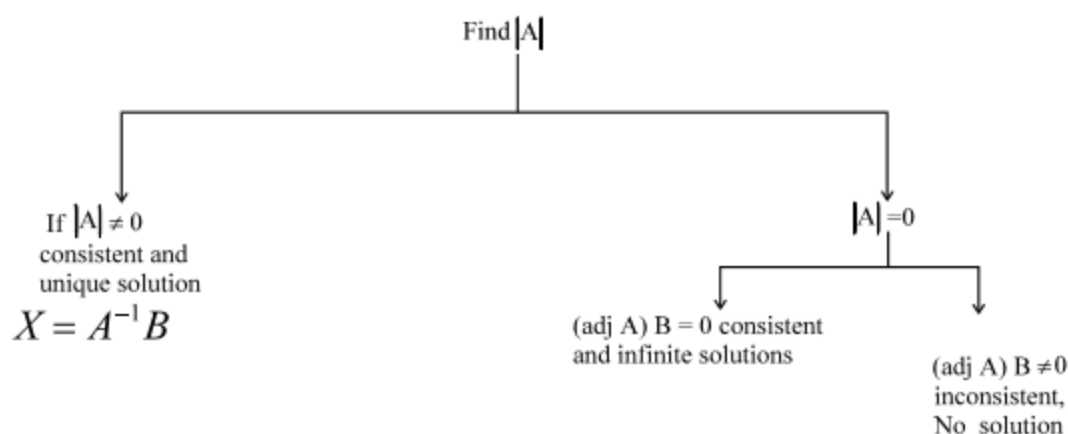 Find |A|
If |A| ≠ 0
consistent and
unique solution
X = A⁻¹B
|A| =0
(adj A) B = 0 consistent
and infinite solutions
(adj A) B ≠0
inconsistent,
No solution